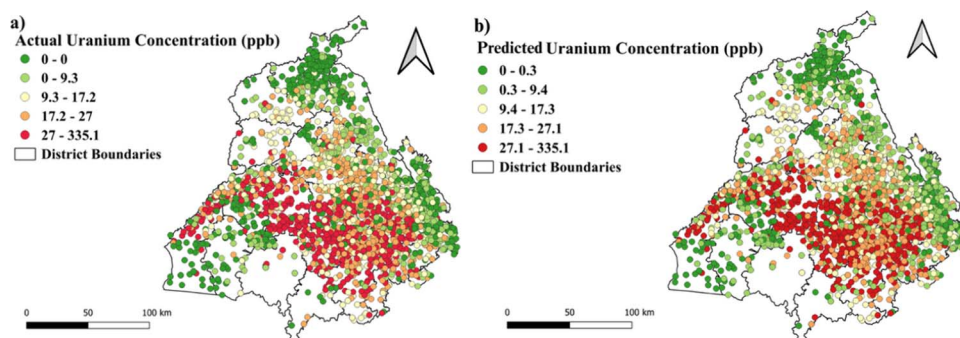 a)
Actual Uranium Concentration (ppb)
0 - 0
0 - 9.3
9.3 - 17.2
17.2 - 27
27 - 335.1
District Boundaries
0 50 100 km
b)
Predicted Uranium Concentration (ppb)
0 - 0.3
0.3 - 9.4
9.4 - 17.3
17.3 - 27.1
27.1 - 335.1
District Boundaries
0 50 100 km